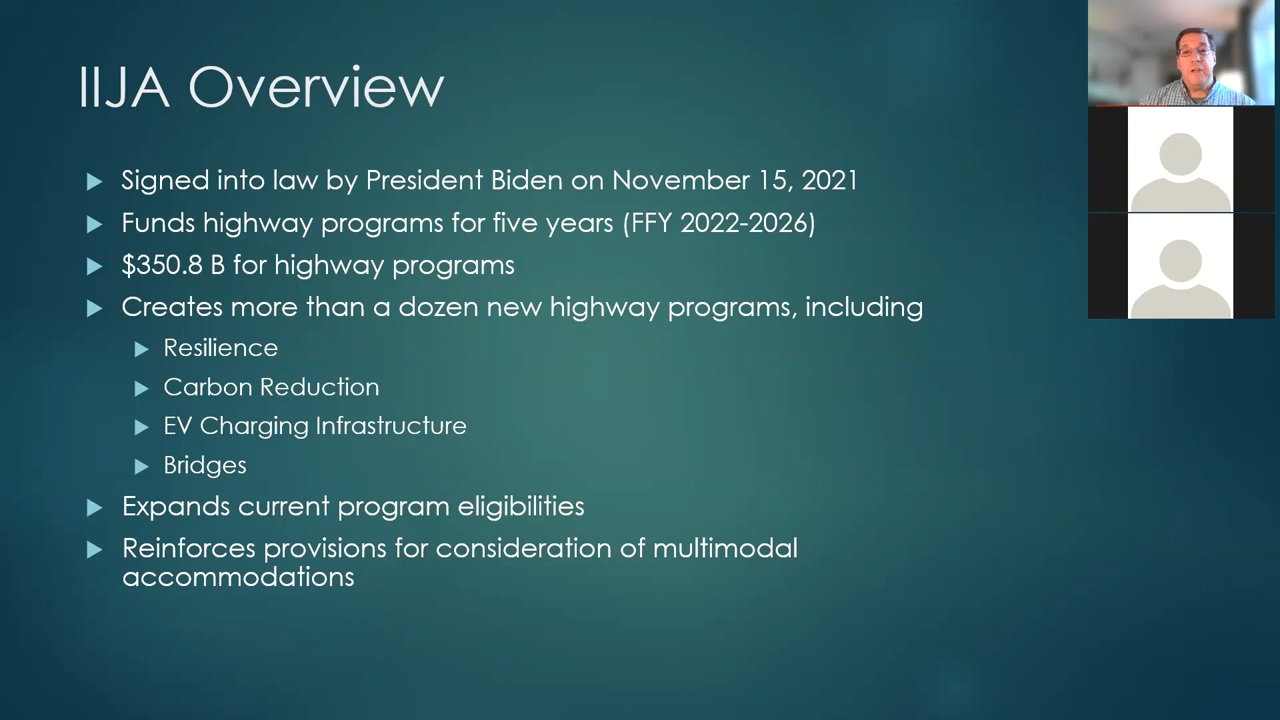 IIJA Overview
Signed into law by President Biden on November 15, 2021
Funds highway programs for five years (FFY 2022-2026)
$350.8 B for highway programs
Creates more than a dozen new highway programs, including
Resilience
Carbon Reduction
EV Charging Infrastructure
Bridges
Expands current program eligibilities
Reinforces provisions for consideration of multimodal
accommodations